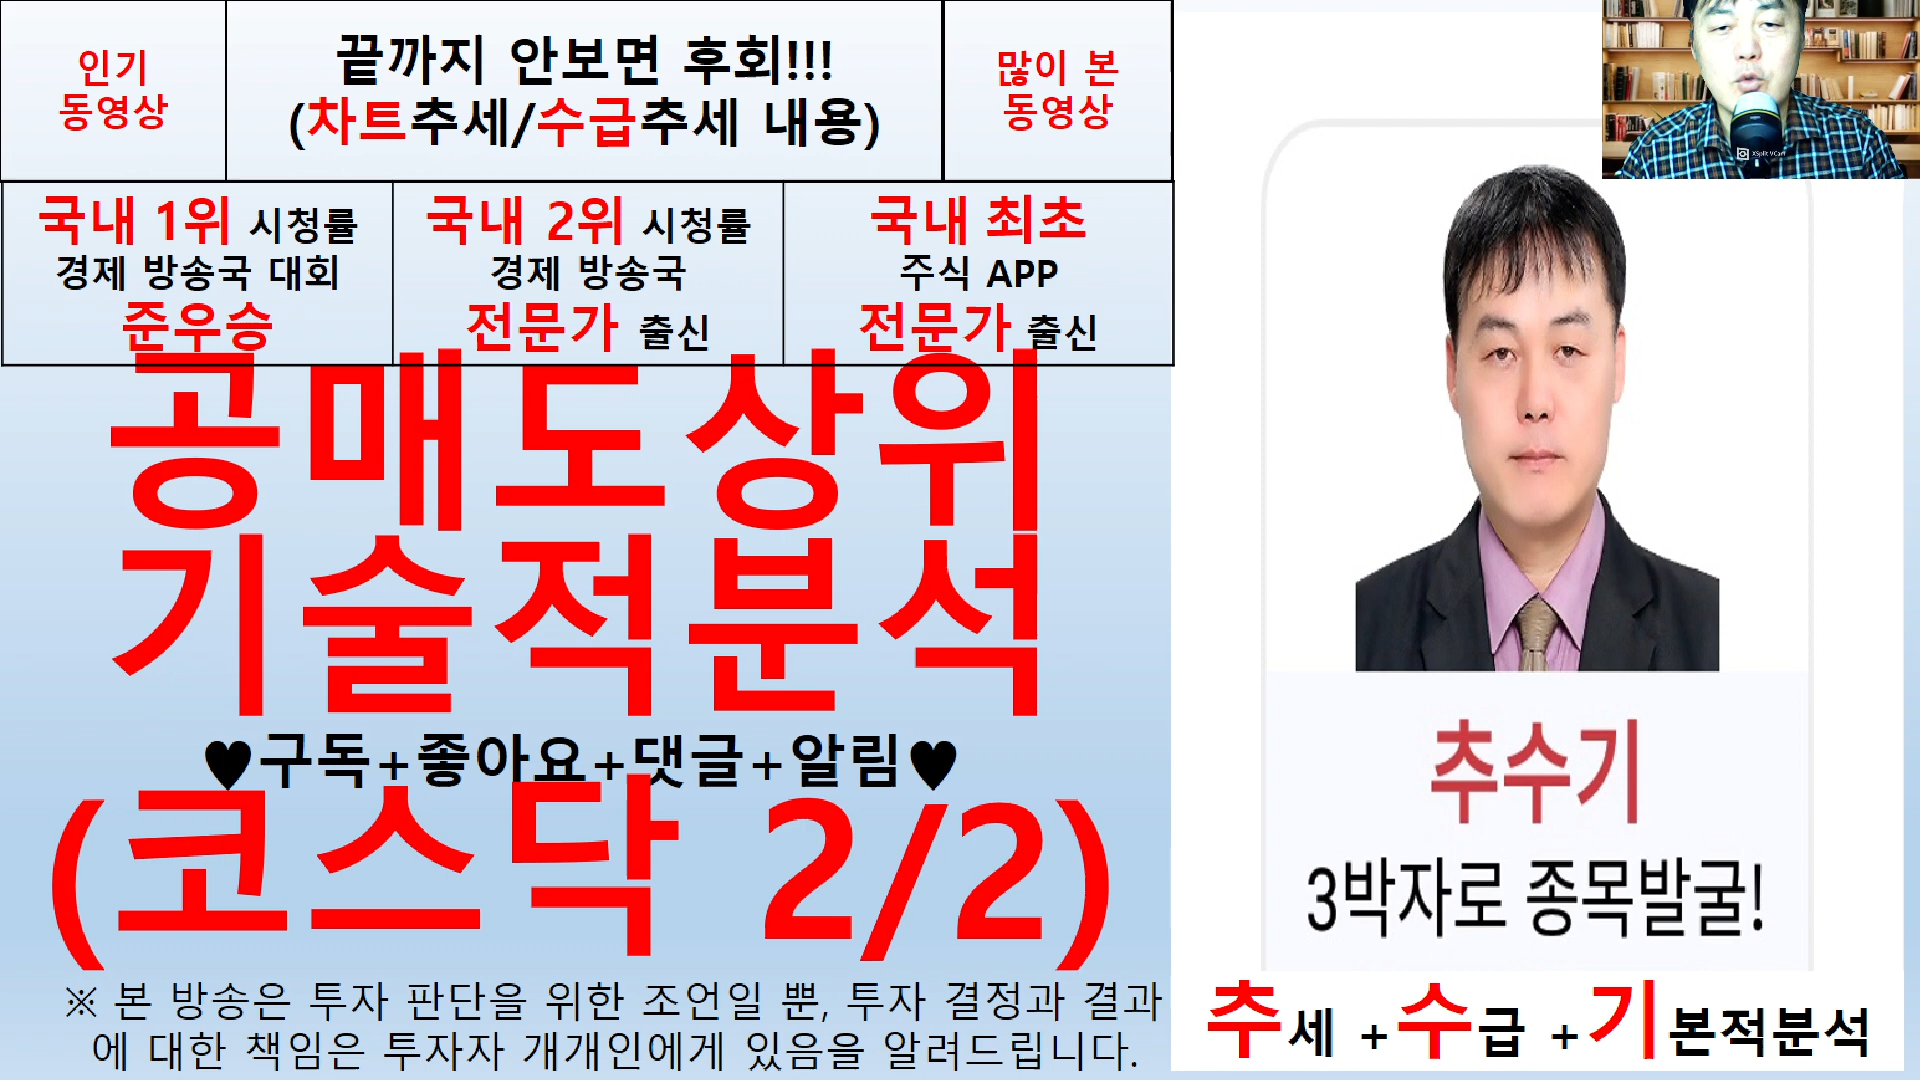 인기
동영상
끝까지 안보면 후회!!!
(차트추세/수급추세 내용)
많이 본
동영상
국내 1위 시청률
경제 방송국 대회
준우승
국내 2위 시청률
경제 방송국
전문가 출신
국내 최초
주식 APP
전문가 출신
공매도상위
기술적분석
♥구독+좋아요+댓글+알림♥
(코스닥 2/2)
※ 본 방송은 투자 판단을 위한 조언일 뿐, 투자 결정과 결과
에 대한 책임은 투자자 개개인에게 있음을 알려드립니다.
XSplit VCam
추수기
3박자로 종목발굴!
추세 +수급 +기본적분석